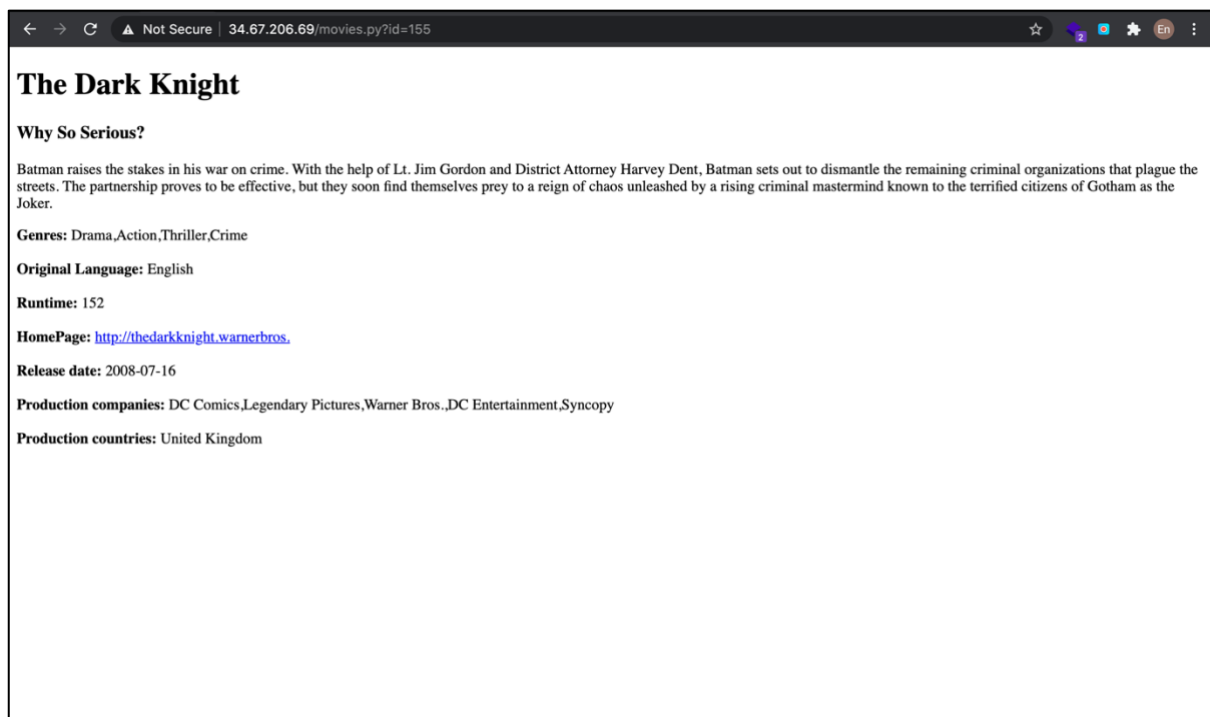 Not Secure | 34.67.206.69/movies.py?id=155
2
En
The Dark Knight
Why So Serious?
Batman raises the stakes in his war on crime. With the help of Lt. Jim Gordon and District Attorney Harvey Dent, Batman sets out to dismantle the remaining criminal organizations that plague the
streets. The partnership proves to be effective, but they soon find themselves prey to a reign of chaos unleashed by a rising criminal mastermind known to the terrified citizens of Gotham as the
Joker.
Genres: Drama,Action,Thriller,Crime
Original Language: English
Runtime: 152
HomePage: http://thedarkknight.warnerbros.
Release date: 2008-07-16
Production companies: DC Comics,Legendary Pictures,Warner Bros.,DC Entertainment,Syncopy
Production countries: United Kingdom